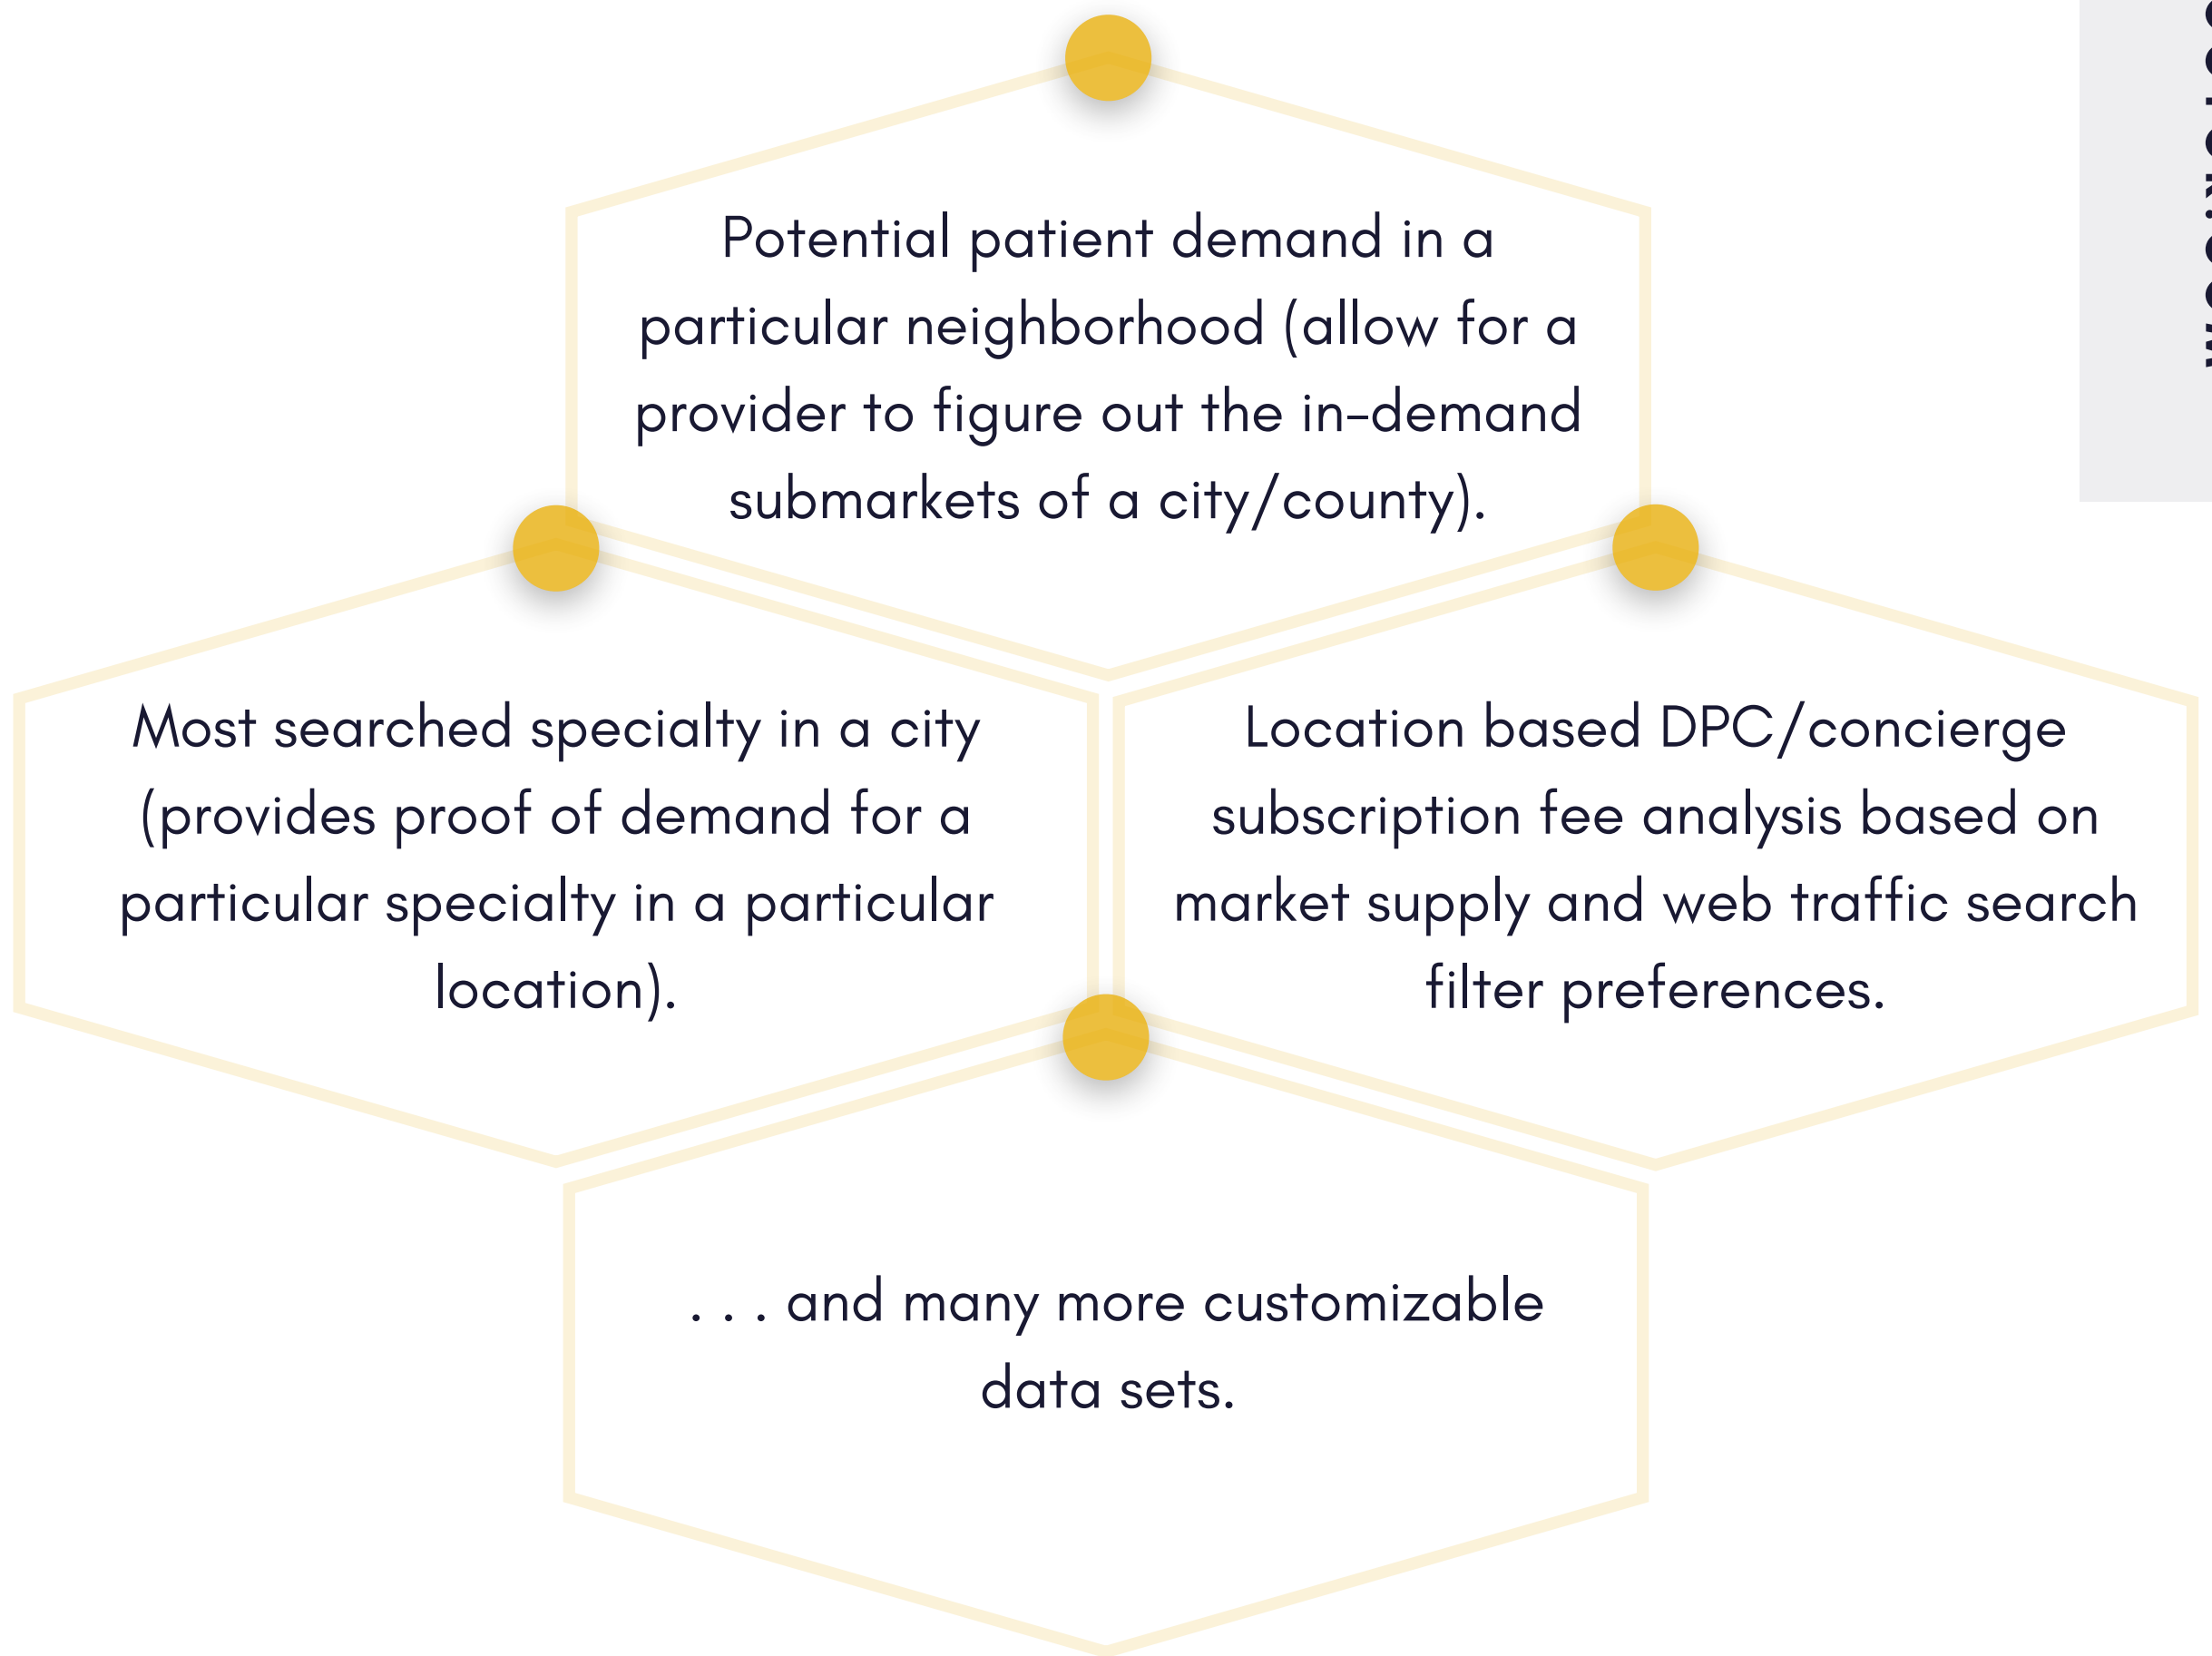 Potential patient demand in a
particular neighborhood (allow for a
provider to figure out the in-demand
submarkets of a city/county).
Most searched specialty in a city
(provides proof of demand for a
particular specialty in a particular
location).
Location based DPC/concierge
subscription fee analysis based on
market supply and web traffic search
filter preferences.
. . . and many more customizable
data sets.